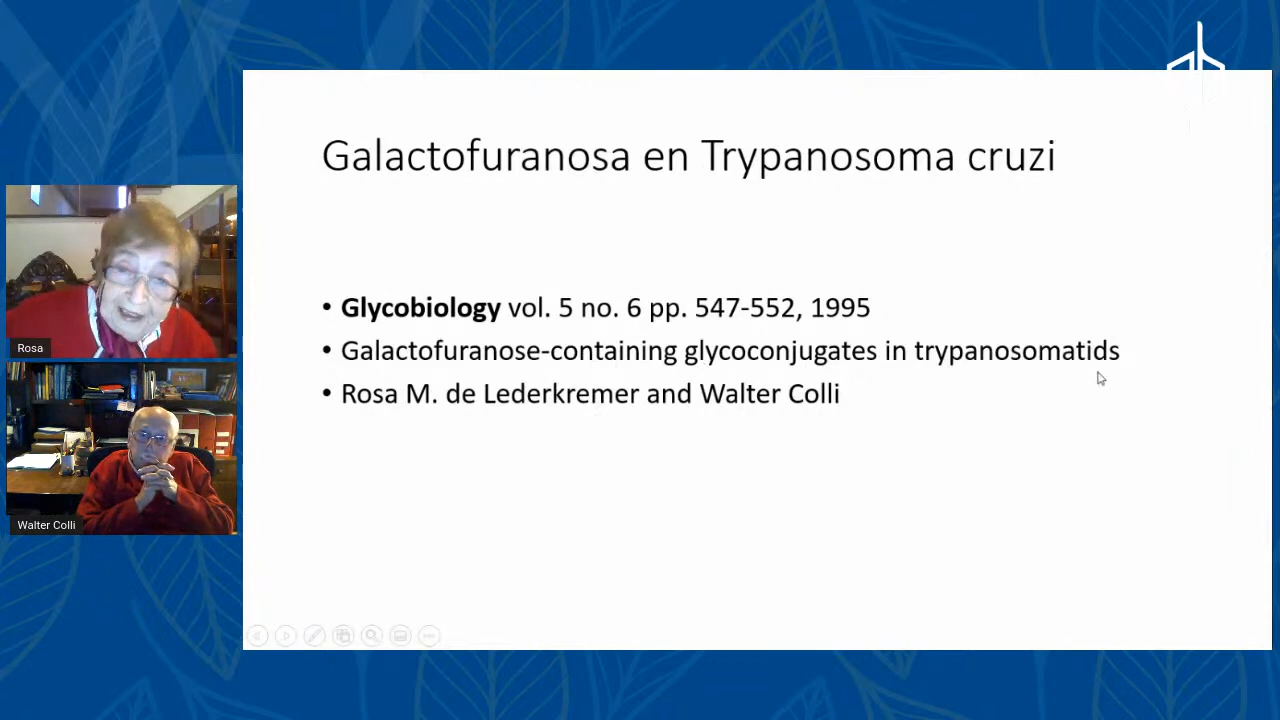 Galactofuranosa en Trypanosoma cruzi
• Glycobiology vol. 5 no. 6 pp. 547-552, 1995
• Galactofuranose-containing glycoconjugates in trypanosomatids
• Rosa M. de Lederkremer and Walter Colli
Rosa
Walter Colli